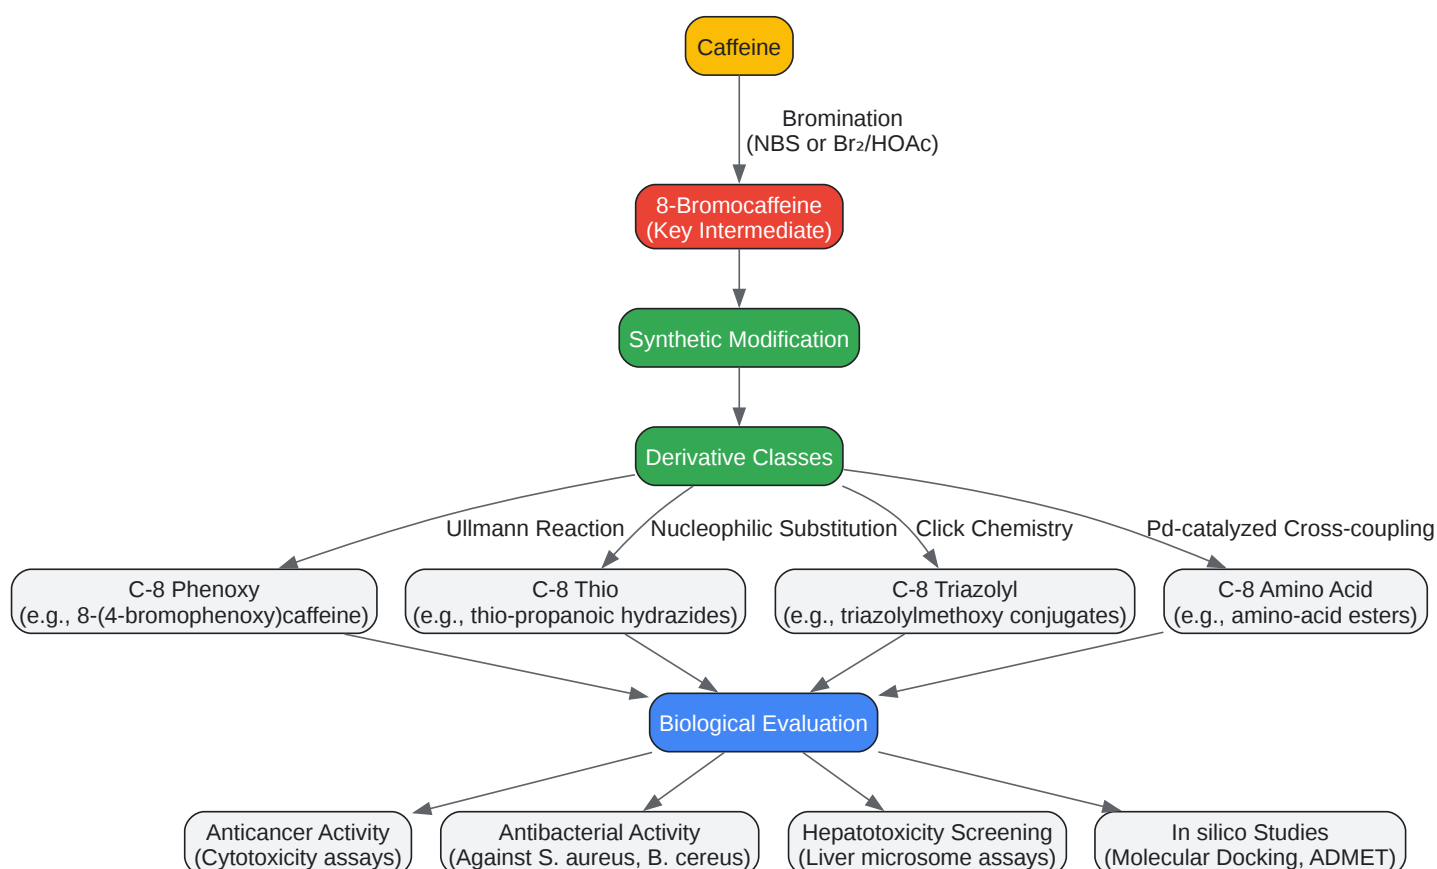 Caffeine
Bromination
(NBS or Br₂/HOAc)
8-Bromocaffeine
(Key Intermediate)
Synthetic Modification
Derivative Classes
Ullmann Reaction
Nucleophilic Substitution
Click Chemistry
Pd-catalyzed Cross-coupling
C-8 Phenoxy
(e.g., 8-(4-bromophenoxy)caffeine)
C-8 Thio
(e.g., thio-propanoic hydrazides)
C-8 Triazolyl
(e.g., triazolylmethoxy conjugates)
C-8 Amino Acid
(e.g., amino-acid esters)
Biological Evaluation
Anticancer Activity
(Cytotoxicity assays)
Antibacterial Activity
(Against S. aureus, B. cereus)
Hepatotoxicity Screening
(Liver microsome assays)
In silico Studies
(Molecular Docking, ADMET)